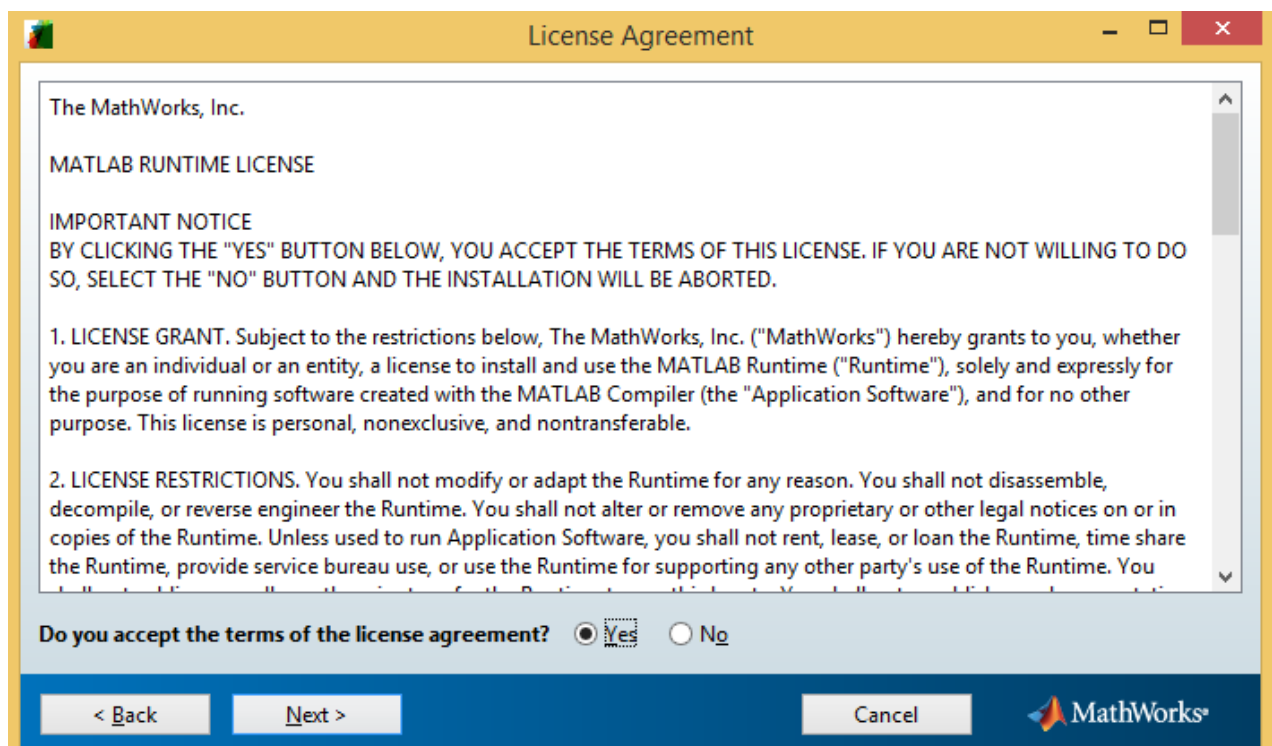 License Agreement
The MathWorks, Inc.
MATLAB RUNTIME LICENSE
IMPORTANT NOTICE
BY CLICKING THE "YES" BUTTON BELOW, YOU ACCEPT THE TERMS OF THIS LICENSE. IF YOU ARE NOT WILLING TO DO
SO, SELECT THE "NO" BUTTON AND THE INSTALLATION WILL BE ABORTED.
1. LICENSE GRANT. Subject to the restrictions below, The MathWorks, Inc. ("MathWorks") hereby grants to you, whether
you are an individual or an entity, a license to install and use the MATLAB Runtime ("Runtime"), solely and expressly for
the purpose of running software created with the MATLAB Compiler (the "Application Software"), and for no other
purpose. This license is personal, nonexclusive, and nontransferable.
2. LICENSE RESTRICTIONS. You shall not modify or adapt the Runtime for any reason. You shall not disassemble,
decompile, or reverse engineer the Runtime. You shall not alter or remove any proprietary or other legal notices on or in
copies of the Runtime. Unless used to run Application Software, you shall not rent, lease, or loan the Runtime, time share
the Runtime, provide service bureau use, or use the Runtime for supporting any other party's use of the Runtime. You
Do you accept the terms of the license agreement? Yes No
< Back Next > Cancel MathWorks®